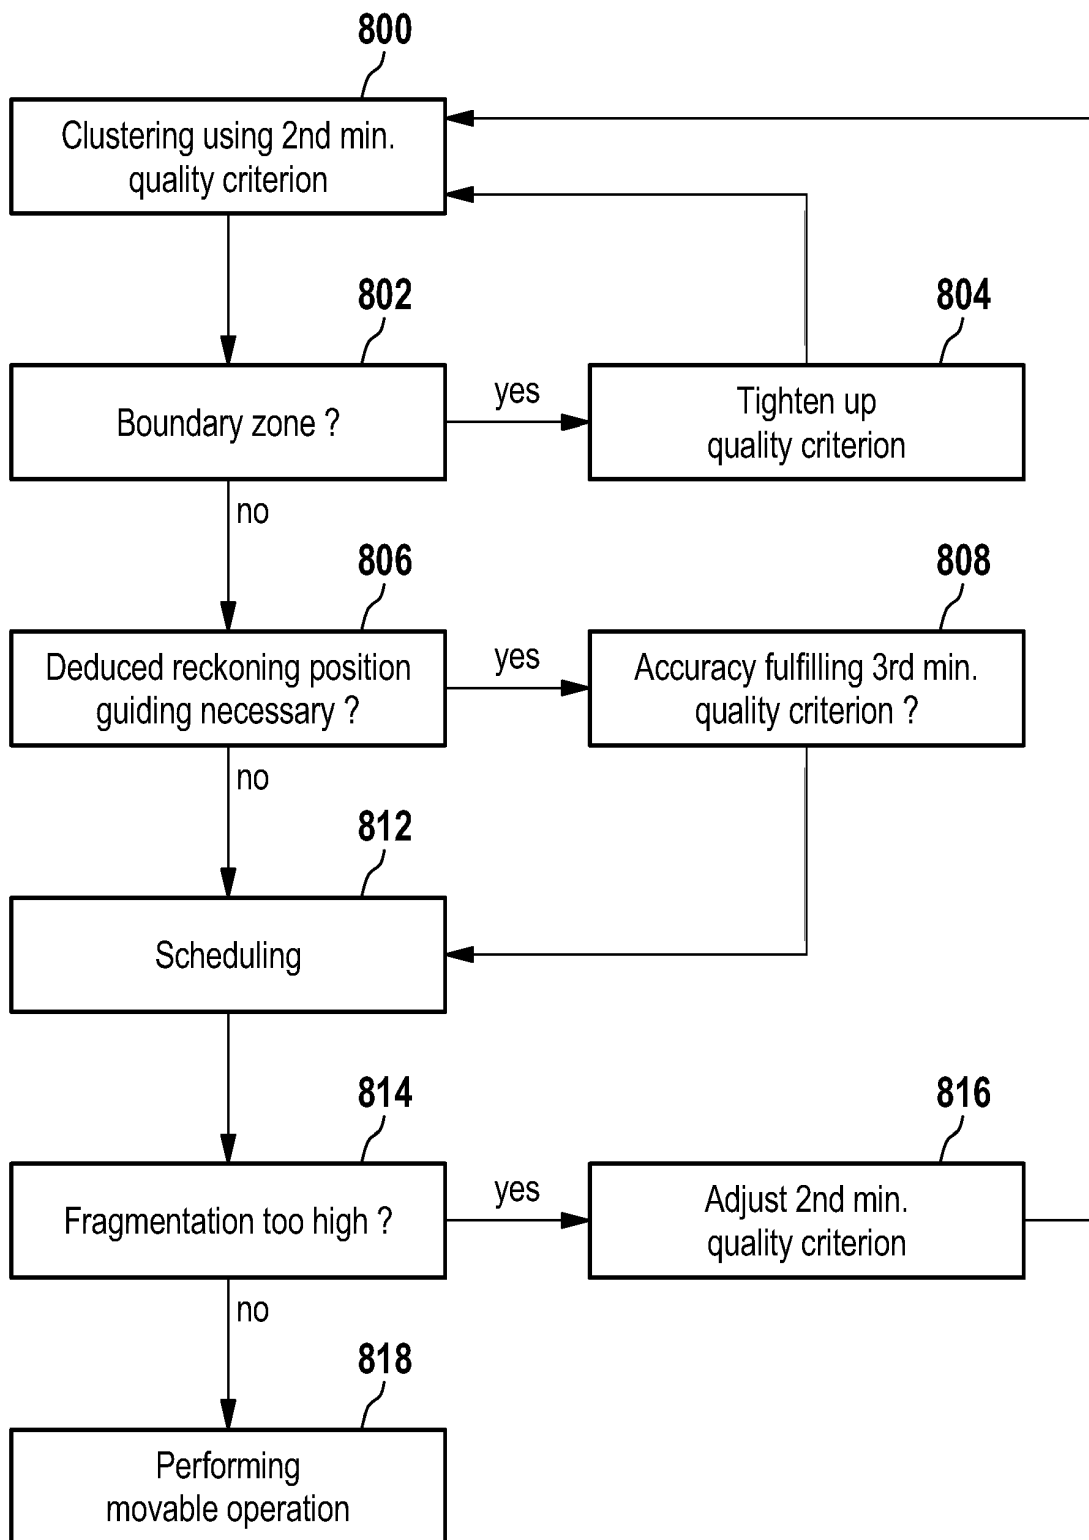 800
Clustering using 2nd min.
quality criterion
802
804
Boundary zone ?
yes
Tighten up
quality criterion
no
806
808
Deduced reckoning position
guiding necessary ?
yes
Accuracy fulfilling 3rd min.
quality criterion ?
no
812
Scheduling
814
816
Fragmentation too high ?
yes
Adjust 2nd min.
quality criterion
no
818
Performing
movable operation